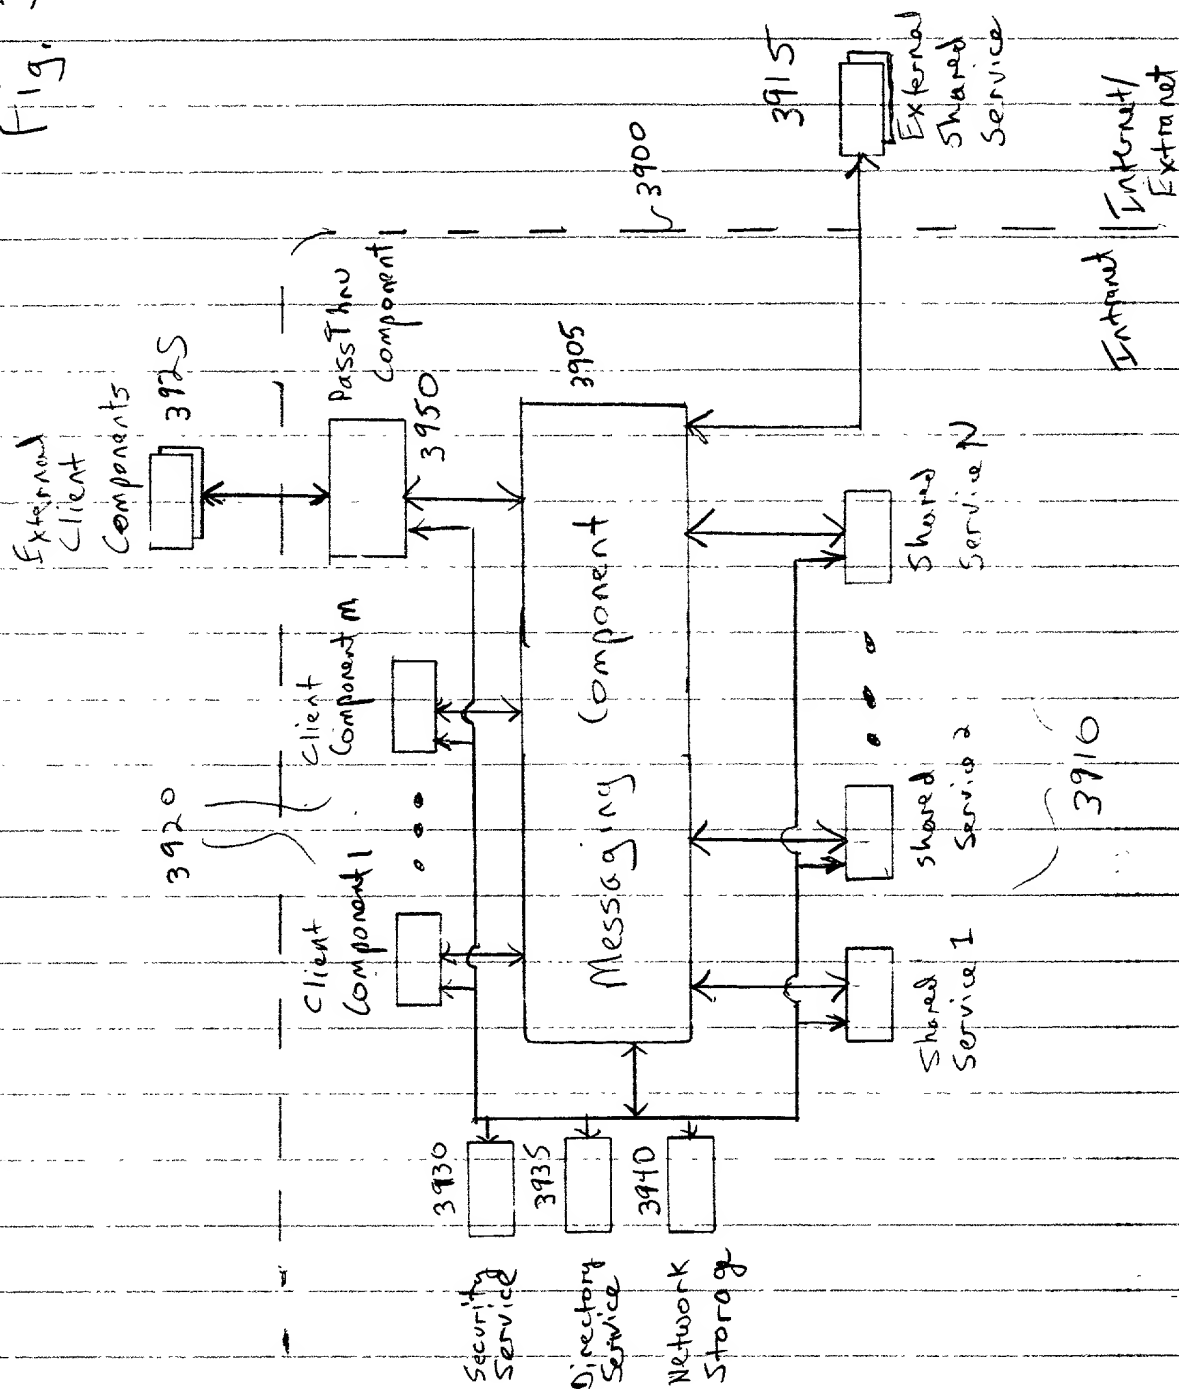 Fig.
External
Client
Components
3925
PassThru
Component
3950
3900
3915
External
Shared
Service
Internet/
Extranet
Intranet
3920
Client
Component 1
Client
Component M
3905
Messaging Component
3930
Security
Service
3935
Directory
Service
3940
Network
Storage
Shared
Service 1
Shared
Service 2
Shared
Service N
3910